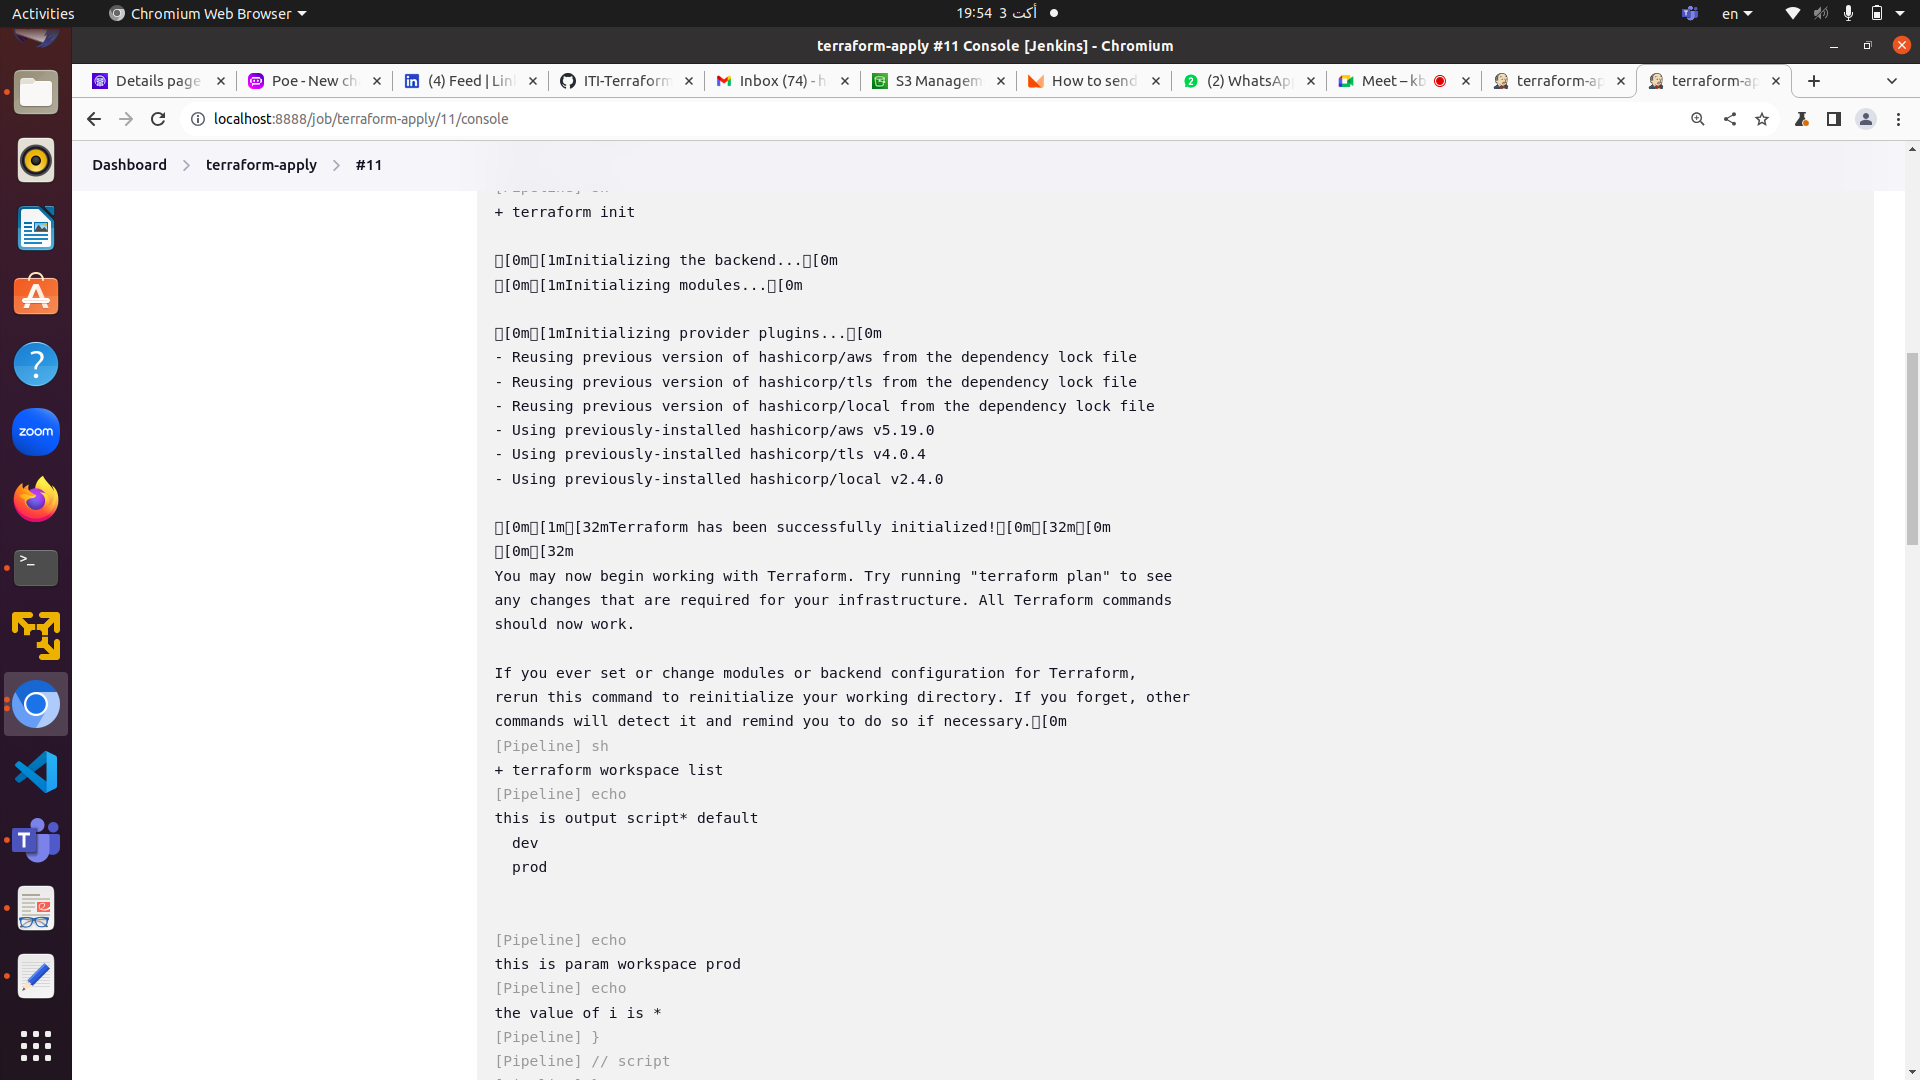 Activities
Chromium Web Browser
19:54 3 أكت
en
terraform-apply #11 Console [Jenkins] - Chromium
Details page
Poe - New ch
(4) Feed | Lin
ITI-Terraform
Inbox (74) - h
S3 Managem
How to send
(2) WhatsAp
Meet – kb
terraform-ap
terraform-ap
localhost:8888/job/terraform-apply/11/console
Dashboard
terraform-apply
#11
[Pipeline] sh
+ terraform init
[0m[1mInitializing the backend...[0m
[0m[1mInitializing modules...[0m
[0m[1mInitializing provider plugins...[0m
- Reusing previous version of hashicorp/aws from the dependency lock file
- Reusing previous version of hashicorp/tls from the dependency lock file
- Reusing previous version of hashicorp/local from the dependency lock file
- Using previously-installed hashicorp/aws v5.19.0
- Using previously-installed hashicorp/tls v4.0.4
- Using previously-installed hashicorp/local v2.4.0
[0m[1m[32mTerraform has been successfully initialized![0m[32m[0m
[0m[32m
You may now begin working with Terraform. Try running "terraform plan" to see
any changes that are required for your infrastructure. All Terraform commands
should now work.
If you ever set or change modules or backend configuration for Terraform,
rerun this command to reinitialize your working directory. If you forget, other
commands will detect it and remind you to do so if necessary.[0m
[Pipeline] sh
+ terraform workspace list
[Pipeline] echo
this is output script* default
dev
prod
[Pipeline] echo
this is param workspace prod
[Pipeline] echo
the value of i is *
[Pipeline] }
[Pipeline] // script
zoom